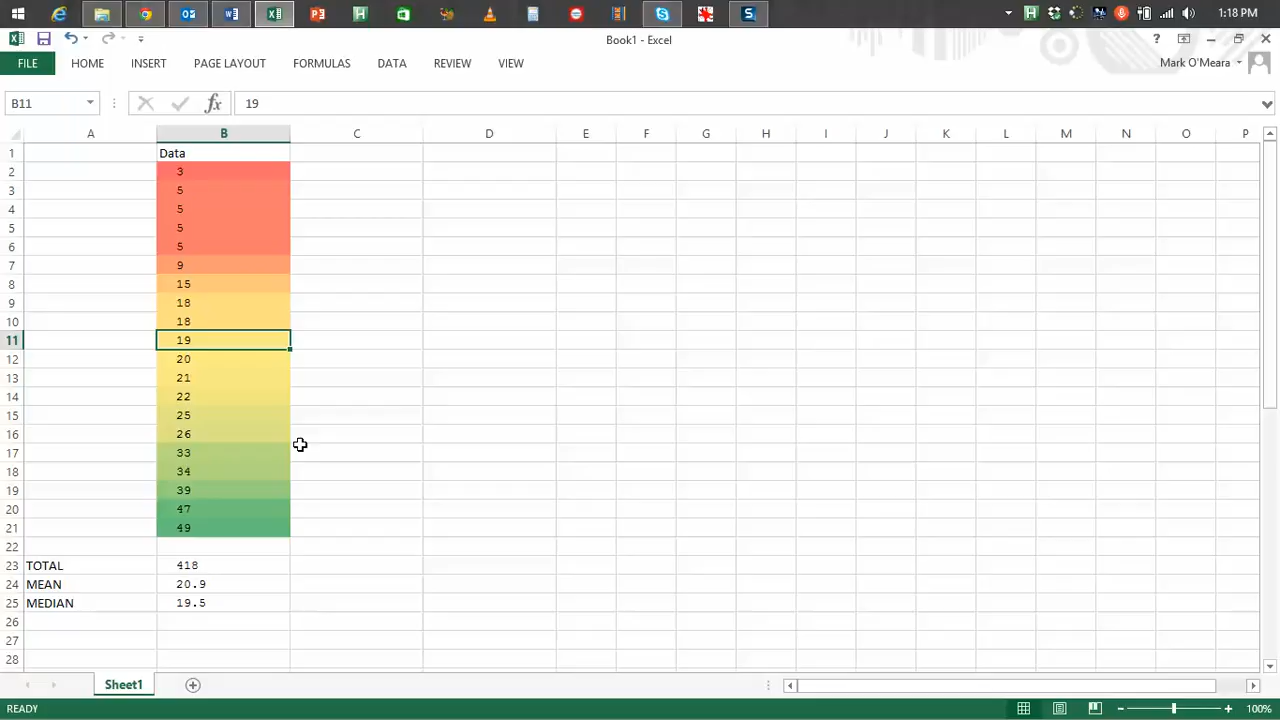 1:18 PM
Book1 - Excel
FILE HOME INSERT PAGE LAYOUT FORMULAS DATA REVIEW VIEW Mark O'Meara
B11 fx 19
A B C D E F G H I J K L M N O P
1 Data
2 3
3 5
4 5
5 5
6 5
7 9
8 15
9 18
10 18
11 19
12 20
13 21
14 22
15 25
16 26
17 33
18 34
19 39
20 47
21 49
22
23 TOTAL 418
24 MEAN 20.9
25 MEDIAN 19.5
26
27
28
Sheet1
READY 100%